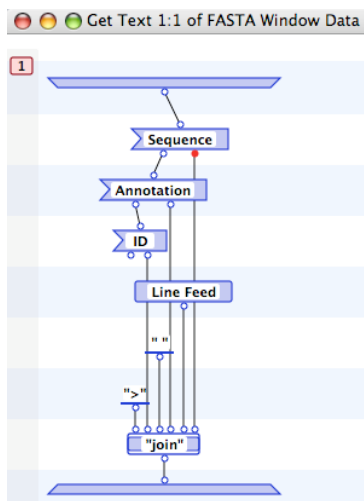 Get Text 1:1 of FASTA Window Data
1
Sequence
Annotation
ID
Line Feed
" "
">"
"join"